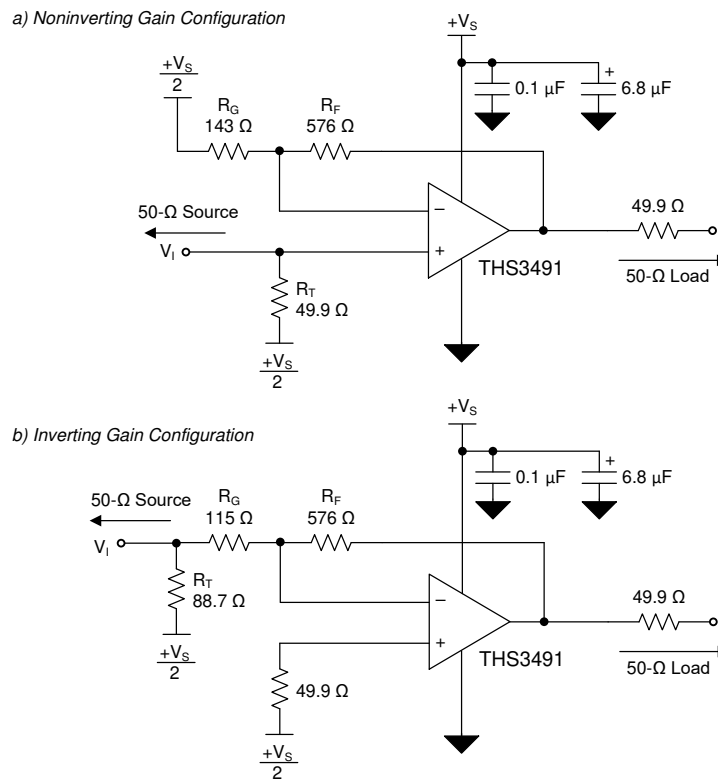 a) Noninverting Gain Configuration
+V_S
+V_S
2
0.1 µF
+
6.8 µF
R_G
143 Ω
R_F
576 Ω
50-Ω Source
V_I
−
+
THS3491
49.9 Ω
50-Ω Load
R_T
49.9 Ω
+V_S
2
b) Inverting Gain Configuration
+V_S
0.1 µF
+
6.8 µF
50-Ω Source
R_G
115 Ω
R_F
576 Ω
V_I
R_T
88.7 Ω
+V_S
2
−
+
THS3491
49.9 Ω
50-Ω Load
49.9 Ω
+V_S
2